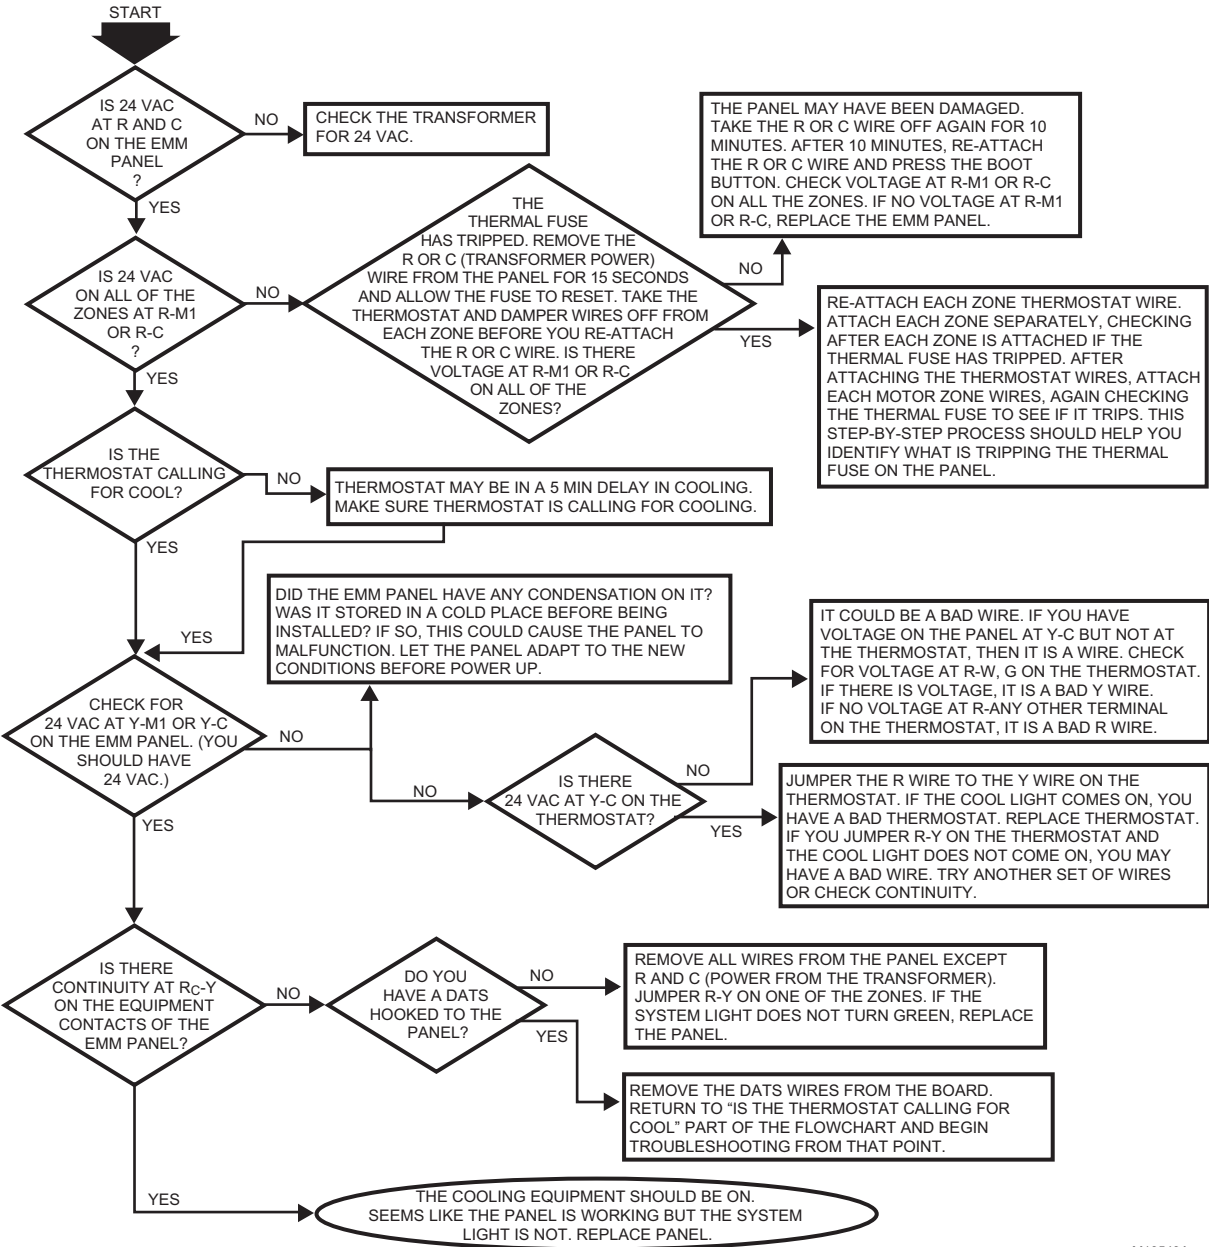 START
IS 24 VAC
AT R AND C
ON THE EMM
PANEL
?
NO
CHECK THE TRANSFORMER
FOR 24 VAC.
YES
IS 24 VAC
ON ALL OF THE
ZONES AT R-M1
OR R-C
?
NO
THE
THERMAL FUSE
HAS TRIPPED. REMOVE THE
R OR C (TRANSFORMER POWER)
WIRE FROM THE PANEL FOR 15 SECONDS
AND ALLOW THE FUSE TO RESET. TAKE THE
THERMOSTAT AND DAMPER WIRES OFF FROM
EACH ZONE BEFORE YOU RE-ATTACH
THE R OR C WIRE. IS THERE
VOLTAGE AT R-M1 OR R-C
ON ALL OF THE
ZONES?
NO
THE PANEL MAY HAVE BEEN DAMAGED.
TAKE THE R OR C WIRE OFF AGAIN FOR 10
MINUTES. AFTER 10 MINUTES, RE-ATTACH
THE R OR C WIRE AND PRESS THE BOOT
BUTTON. CHECK VOLTAGE AT R-M1 OR R-C
ON ALL THE ZONES. IF NO VOLTAGE AT R-M1
OR R-C, REPLACE THE EMM PANEL.
YES
RE-ATTACH EACH ZONE THERMOSTAT WIRE.
ATTACH EACH ZONE SEPARATELY, CHECKING
AFTER EACH ZONE IS ATTACHED IF THE
THERMAL FUSE HAS TRIPPED. AFTER
ATTACHING THE THERMOSTAT WIRES, ATTACH
EACH MOTOR ZONE WIRES, AGAIN CHECKING
THE THERMAL FUSE TO SEE IF IT TRIPS. THIS
STEP-BY-STEP PROCESS SHOULD HELP YOU
IDENTIFY WHAT IS TRIPPING THE THERMAL
FUSE ON THE PANEL.
YES
IS THE
THERMOSTAT CALLING
FOR COOL?
NO
THERMOSTAT MAY BE IN A 5 MIN DELAY IN COOLING.
MAKE SURE THERMOSTAT IS CALLING FOR COOLING.
YES
YES
CHECK FOR
24 VAC AT Y-M1 OR Y-C
ON THE EMM PANEL. (YOU
SHOULD HAVE
24 VAC.)
NO
DID THE EMM PANEL HAVE ANY CONDENSATION ON IT?
WAS IT STORED IN A COLD PLACE BEFORE BEING
INSTALLED? IF SO, THIS COULD CAUSE THE PANEL TO
MALFUNCTION. LET THE PANEL ADAPT TO THE NEW
CONDITIONS BEFORE POWER UP.
NO
IS THERE
24 VAC AT Y-C ON THE
THERMOSTAT?
NO
IT COULD BE A BAD WIRE. IF YOU HAVE
VOLTAGE ON THE PANEL AT Y-C BUT NOT AT
THE THERMOSTAT, THEN IT IS A WIRE. CHECK
FOR VOLTAGE AT R-W, G ON THE THERMOSTAT.
IF THERE IS VOLTAGE, IT IS A BAD Y WIRE.
IF NO VOLTAGE AT R-ANY OTHER TERMINAL
ON THE THERMOSTAT, IT IS A BAD R WIRE.
YES
JUMPER THE R WIRE TO THE Y WIRE ON THE
THERMOSTAT. IF THE COOL LIGHT COMES ON, YOU
HAVE A BAD THERMOSTAT. REPLACE THERMOSTAT.
IF YOU JUMPER R-Y ON THE THERMOSTAT AND
THE COOL LIGHT DOES NOT COME ON, YOU MAY
HAVE A BAD WIRE. TRY ANOTHER SET OF WIRES
OR CHECK CONTINUITY.
YES
IS THERE
CONTINUITY AT RC-Y
ON THE EQUIPMENT
CONTACTS OF THE
EMM PANEL?
NO
DO YOU
HAVE A DATS
HOOKED TO THE
PANEL?
NO
REMOVE ALL WIRES FROM THE PANEL EXCEPT
R AND C (POWER FROM THE TRANSFORMER).
JUMPER R-Y ON ONE OF THE ZONES. IF THE
SYSTEM LIGHT DOES NOT TURN GREEN, REPLACE
THE PANEL.
YES
REMOVE THE DATS WIRES FROM THE BOARD.
RETURN TO “IS THE THERMOSTAT CALLING FOR
COOL” PART OF THE FLOWCHART AND BEGIN
TROUBLESHOOTING FROM THAT POINT.
YES
THE COOLING EQUIPMENT SHOULD BE ON.
SEEMS LIKE THE PANEL IS WORKING BUT THE SYSTEM
LIGHT IS NOT. REPLACE PANEL.